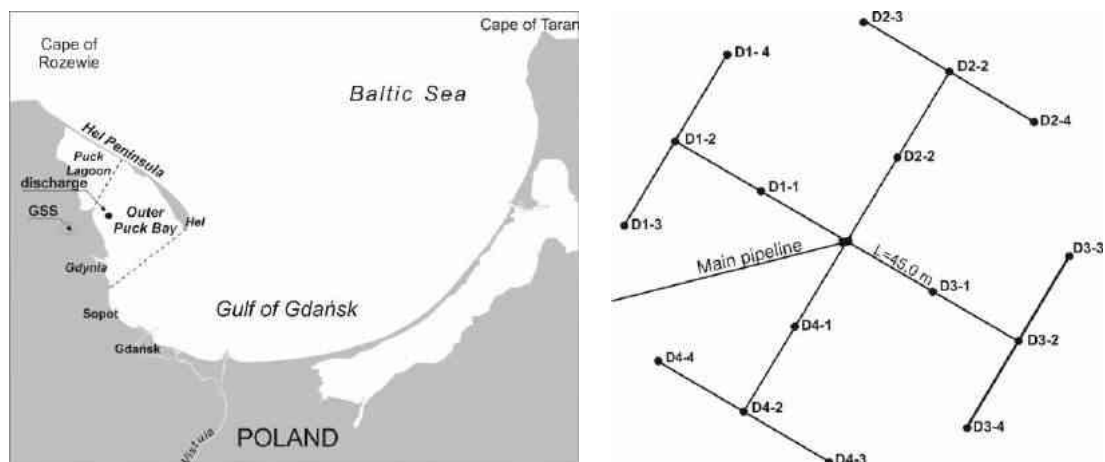 Cape of Taran
Cape of
Rozewie
Baltic Sea
Hel Peninsula
Puck
Lagoon
discharge
GSS
Outer
Puck Bay
Hel
Gdynia
Gulf of Gdańsk
Sopot
Gdańsk
Vistula
POLAND
D2-3
D1-4
D2-2
D2-4
D1-2
D2-2
D1-1
D1-3
Main pipeline
L=45,0 m
D3-3
D3-1
D4-1
D3-2
D4-4
D4-2
D3-4
D4-3